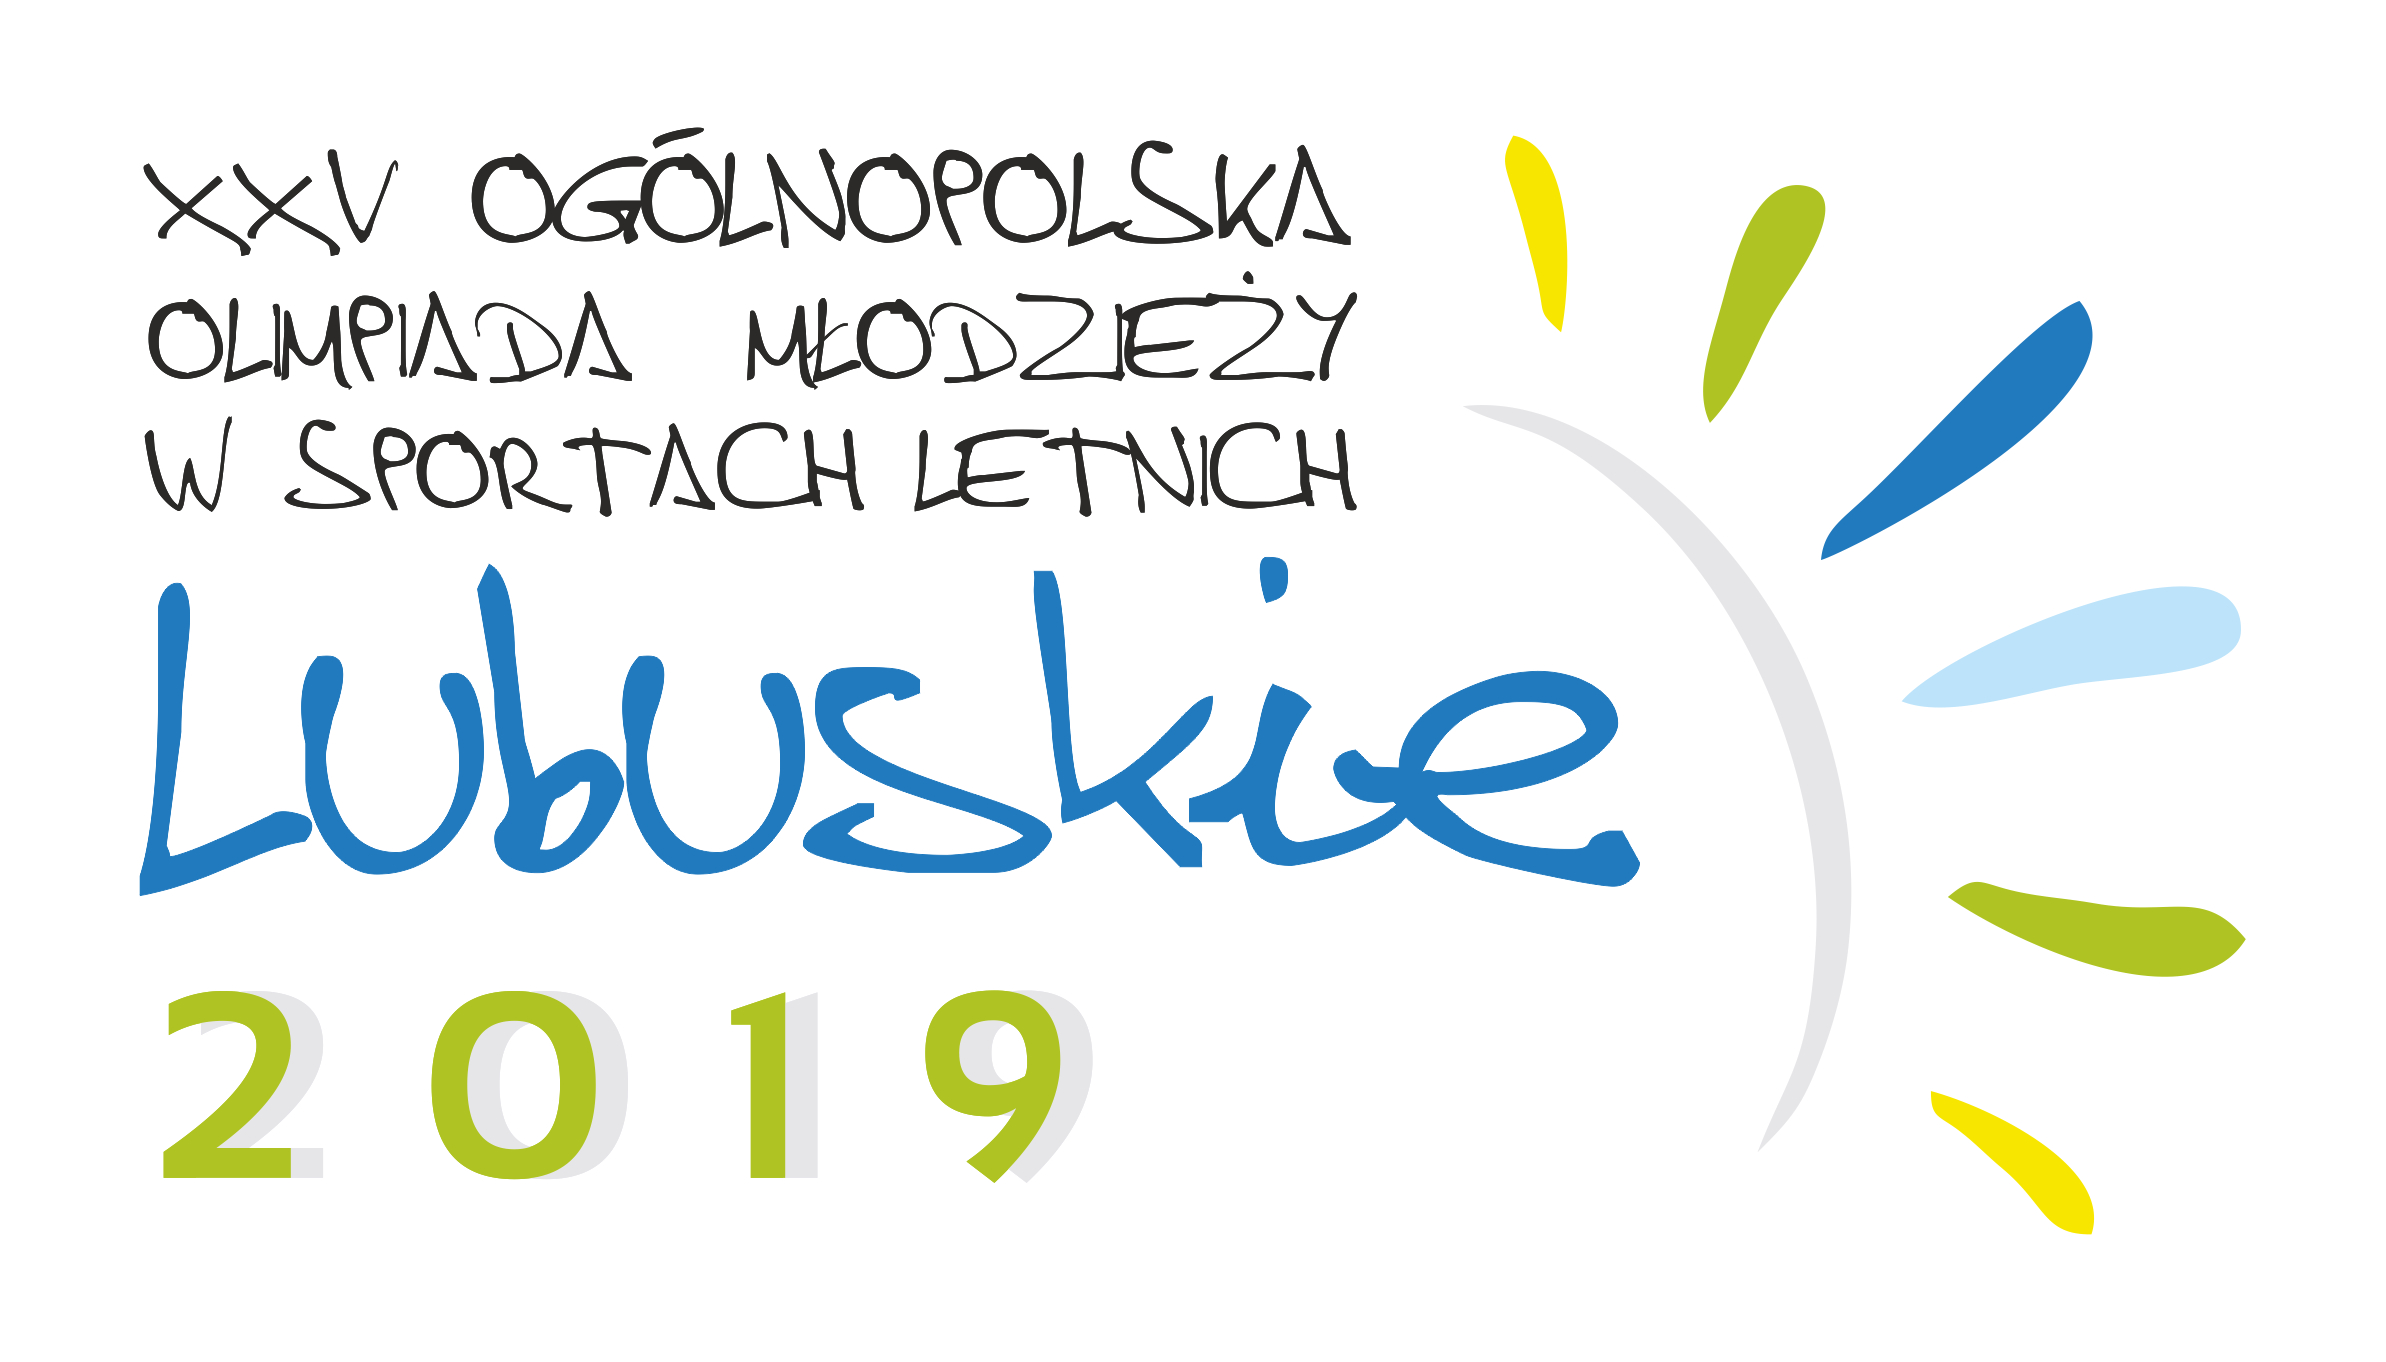 XXV OGÓLNOPOLSKA
OLIMPIADA MŁODZIEŻY
W SPORTACH LETNICH
Lubuskie
2019